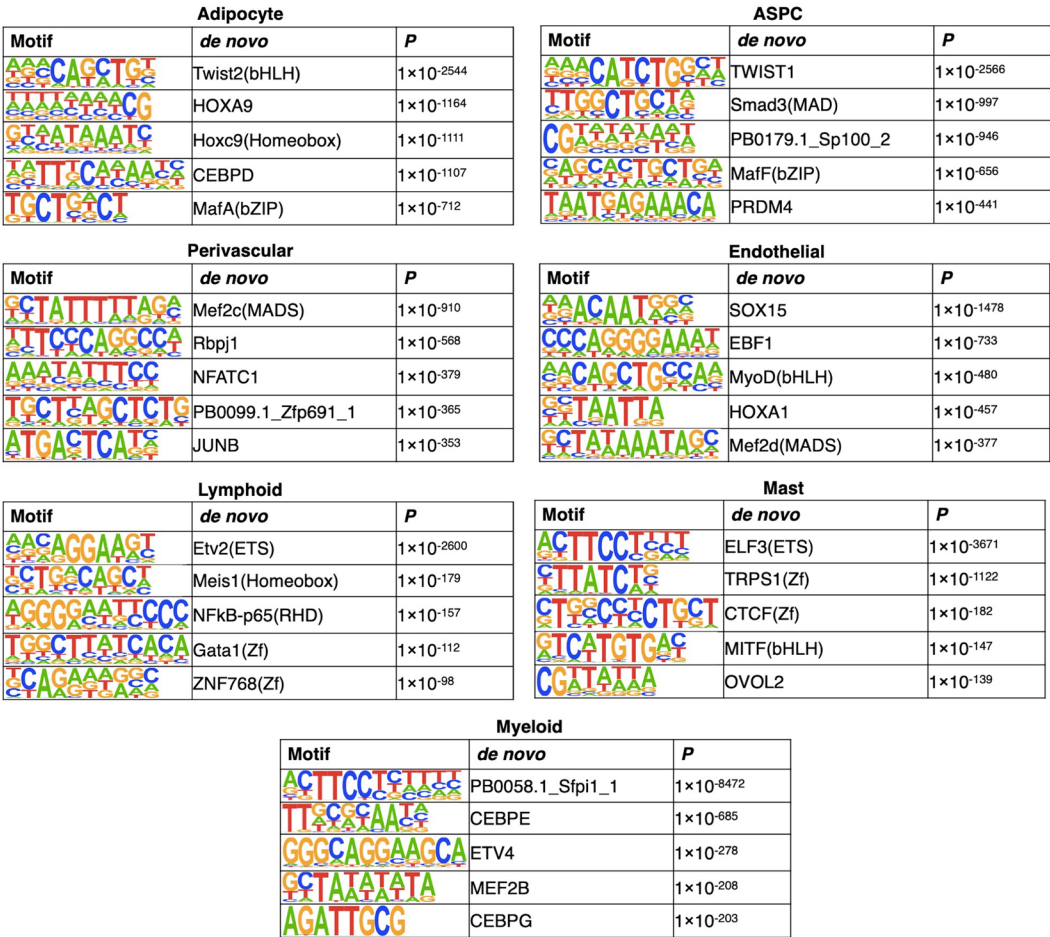 Adipocyte
Motif de novo P
Twist2(bHLH) 1×10-2544
HOXA9 1×10-1164
Hoxc9(Homeobox) 1×10-1111
CEBPD 1×10-1107
MafA(bZIP) 1×10-712
ASPC
Motif de novo P
TWIST1 1×10-2566
Smad3(MAD) 1×10-997
PB0179.1_Sp100_2 1×10-946
MafF(bZIP) 1×10-656
PRDM4 1×10-441
Perivascular
Motif de novo P
Mef2c(MADS) 1×10-910
Rbpj1 1×10-568
NFATC1 1×10-379
PB0099.1_Zfp691_1 1×10-365
JUNB 1×10-353
Endothelial
Motif de novo P
SOX15 1×10-1478
EBF1 1×10-733
MyoD(bHLH) 1×10-480
HOXA1 1×10-457
Mef2d(MADS) 1×10-377
Lymphoid
Motif de novo P
Etv2(ETS) 1×10-2600
Meis1(Homeobox) 1×10-179
NFkB-p65(RHD) 1×10-157
Gata1(Zf) 1×10-112
ZNF768(Zf) 1×10-98
Mast
Motif de novo P
ELF3(ETS) 1×10-3671
TRPS1(Zf) 1×10-1122
CTCF(Zf) 1×10-182
MITF(bHLH) 1×10-147
OVOL2 1×10-139
Myeloid
Motif de novo P
PB0058.1_Sfpi1_1 1×10-8472
CEBPE 1×10-685
ETV4 1×10-278
MEF2B 1×10-208
AGATTGCG CEBPG 1×10-203